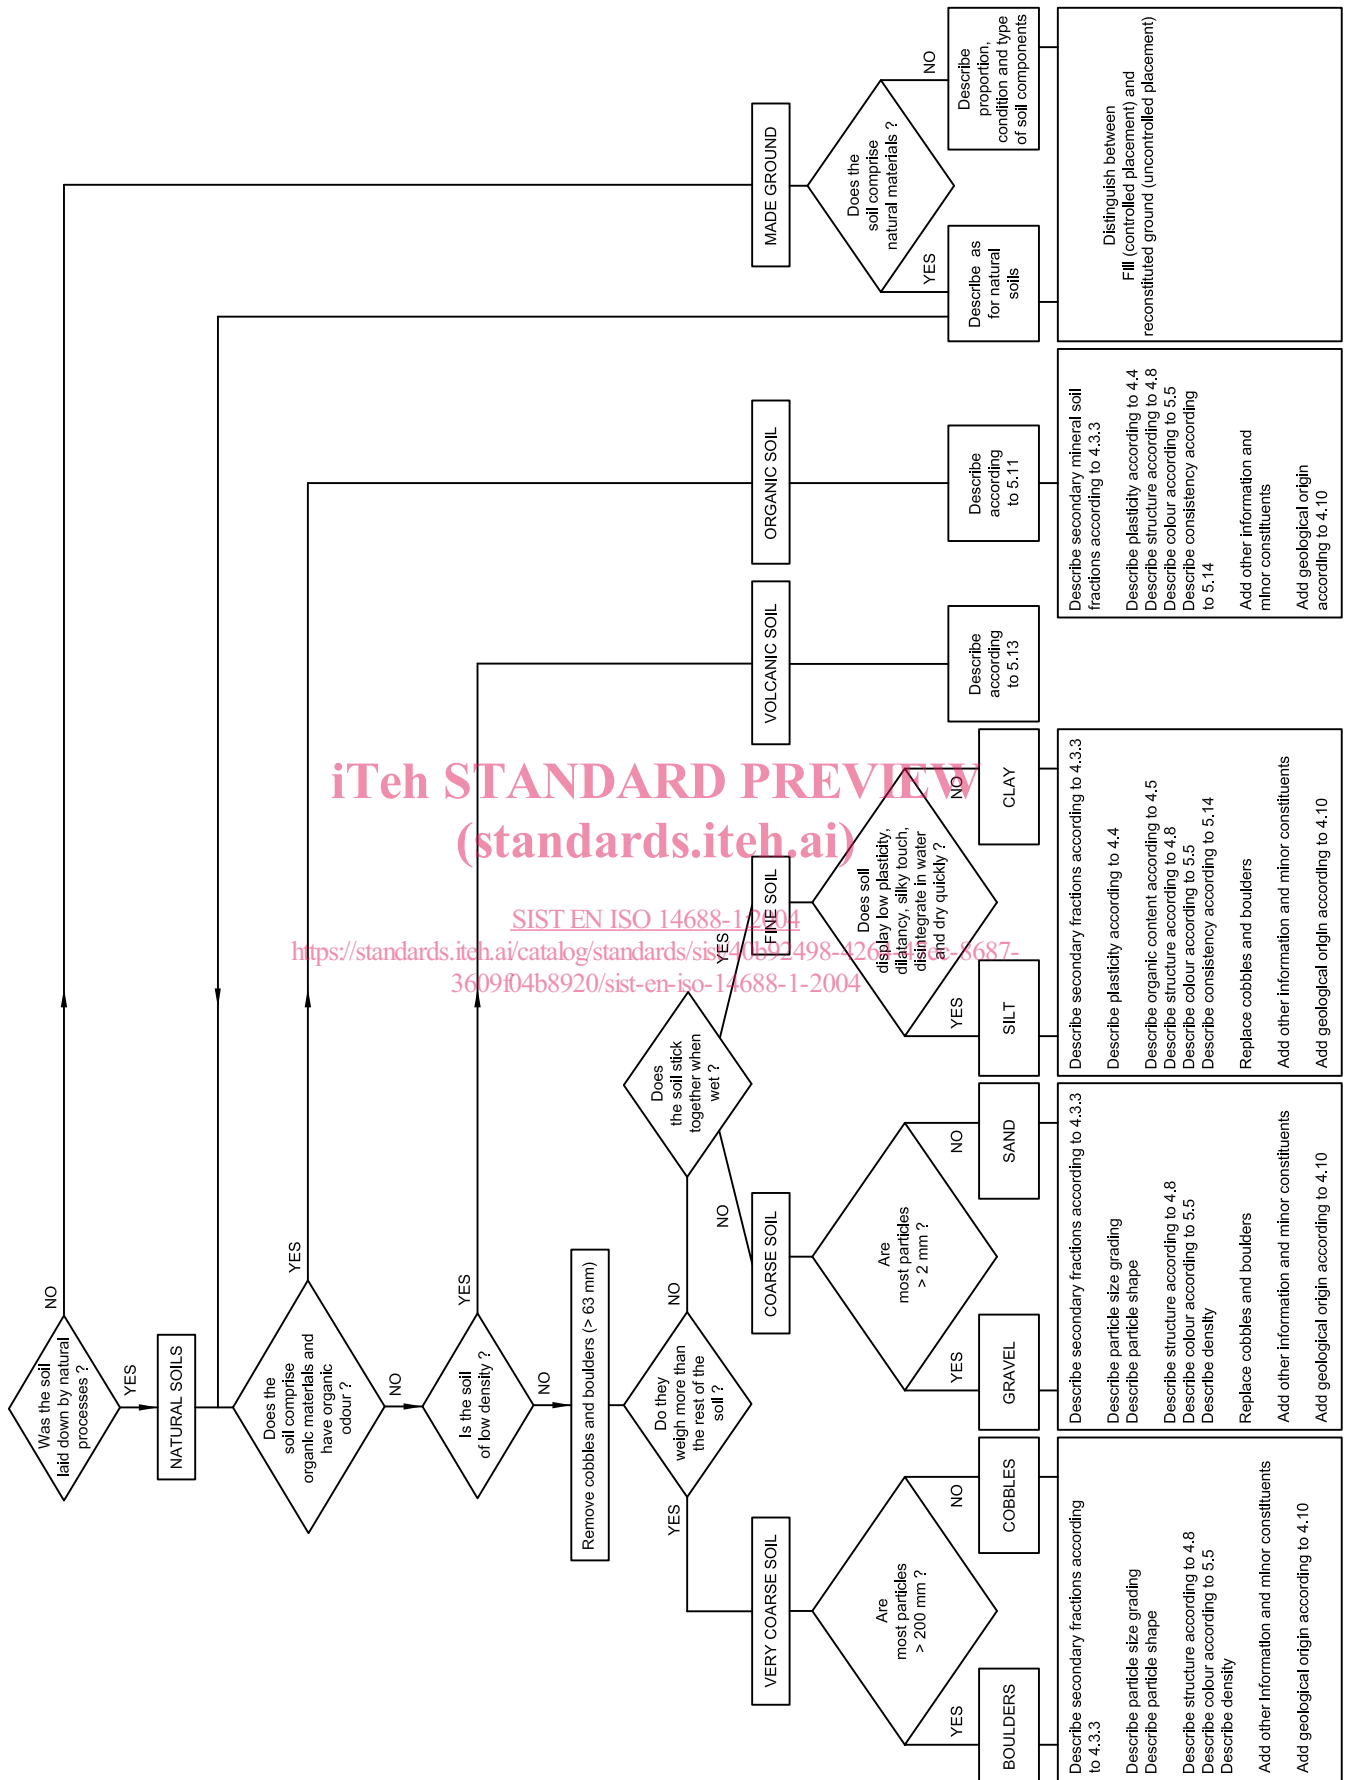 Was the soil
laid down by natural
processes ?
NO
YES
NATURAL SOILS
Does the
soil comprise
organic materials and
have organic
odour ?
YES
NO
Is the soil
of low density ?
YES
NO
Remove cobbles and boulders (> 63 mm)
Do they
weigh more than
the rest of the
soil ?
YES
NO
Does
the soil stick
together when
wet ?
NO
YES
VERY COARSE SOIL
COARSE SOIL
FINE SOIL
VOLCANIC SOIL
ORGANIC SOIL
MADE GROUND
Are
most particles
> 200 mm ?
YES
NO
Are
most particles
> 2 mm ?
YES
NO
Does soil
display low plasticity,
dilatancy, silky touch,
disintegrate in water
and dry quickly ?
YES
NO
Does the
soil comprise
natural materials ?
YES
NO
BOULDERS
COBBLES
GRAVEL
SAND
SILT
CLAY
Describe
according
to 5.13
Describe
according
to 5.11
Describe as
for natural
soils
Describe
proportion,
condition and type
of soil components
Describe secondary fractions according
to 4.3.3
Describe particle size grading
Describe particle shape
Describe structure according to 4.8
Describe colour according to 5.5
Describe density
Add other Information and minor constituents
Add geological origin according to 4.10
Describe secondary fractions according to 4.3.3
Describe particle size grading
Describe particle shape
Describe structure according to 4.8
Describe colour according to 5.5
Describe density
Replace cobbles and boulders
Add other information and minor constituents
Add geological origin according to 4.10
Describe secondary fractions according to 4.3.3
Describe plasticity according to 4.4
Describe organic content according to 4.5
Describe structure according to 4.8
Describe colour according to 5.5
Describe consistency according to 5.14
Replace cobbles and boulders
Add other information and minor constituents
Add geological origin according to 4.10
Describe secondary mineral soil
fractions according to 4.3.3
Describe plasticity according to 4.4
Describe structure according to 4.8
Describe colour according to 5.5
Describe consistency according
to 5.14
Add other information and
minor constituents
Add geological origin
according to 4.10
Distinguish between
Fill (controlled placement) and
reconstituted ground (uncontrolled placement)
iTeh STANDARD PREVIEW
(standards.iteh.ai)
SIST EN ISO 14688-1:2004
https://standards.iteh.ai/catalog/standards/sist/40b92498-4264-47ec-8687-
3609f04b8920/sist-en-iso-14688-1-2004